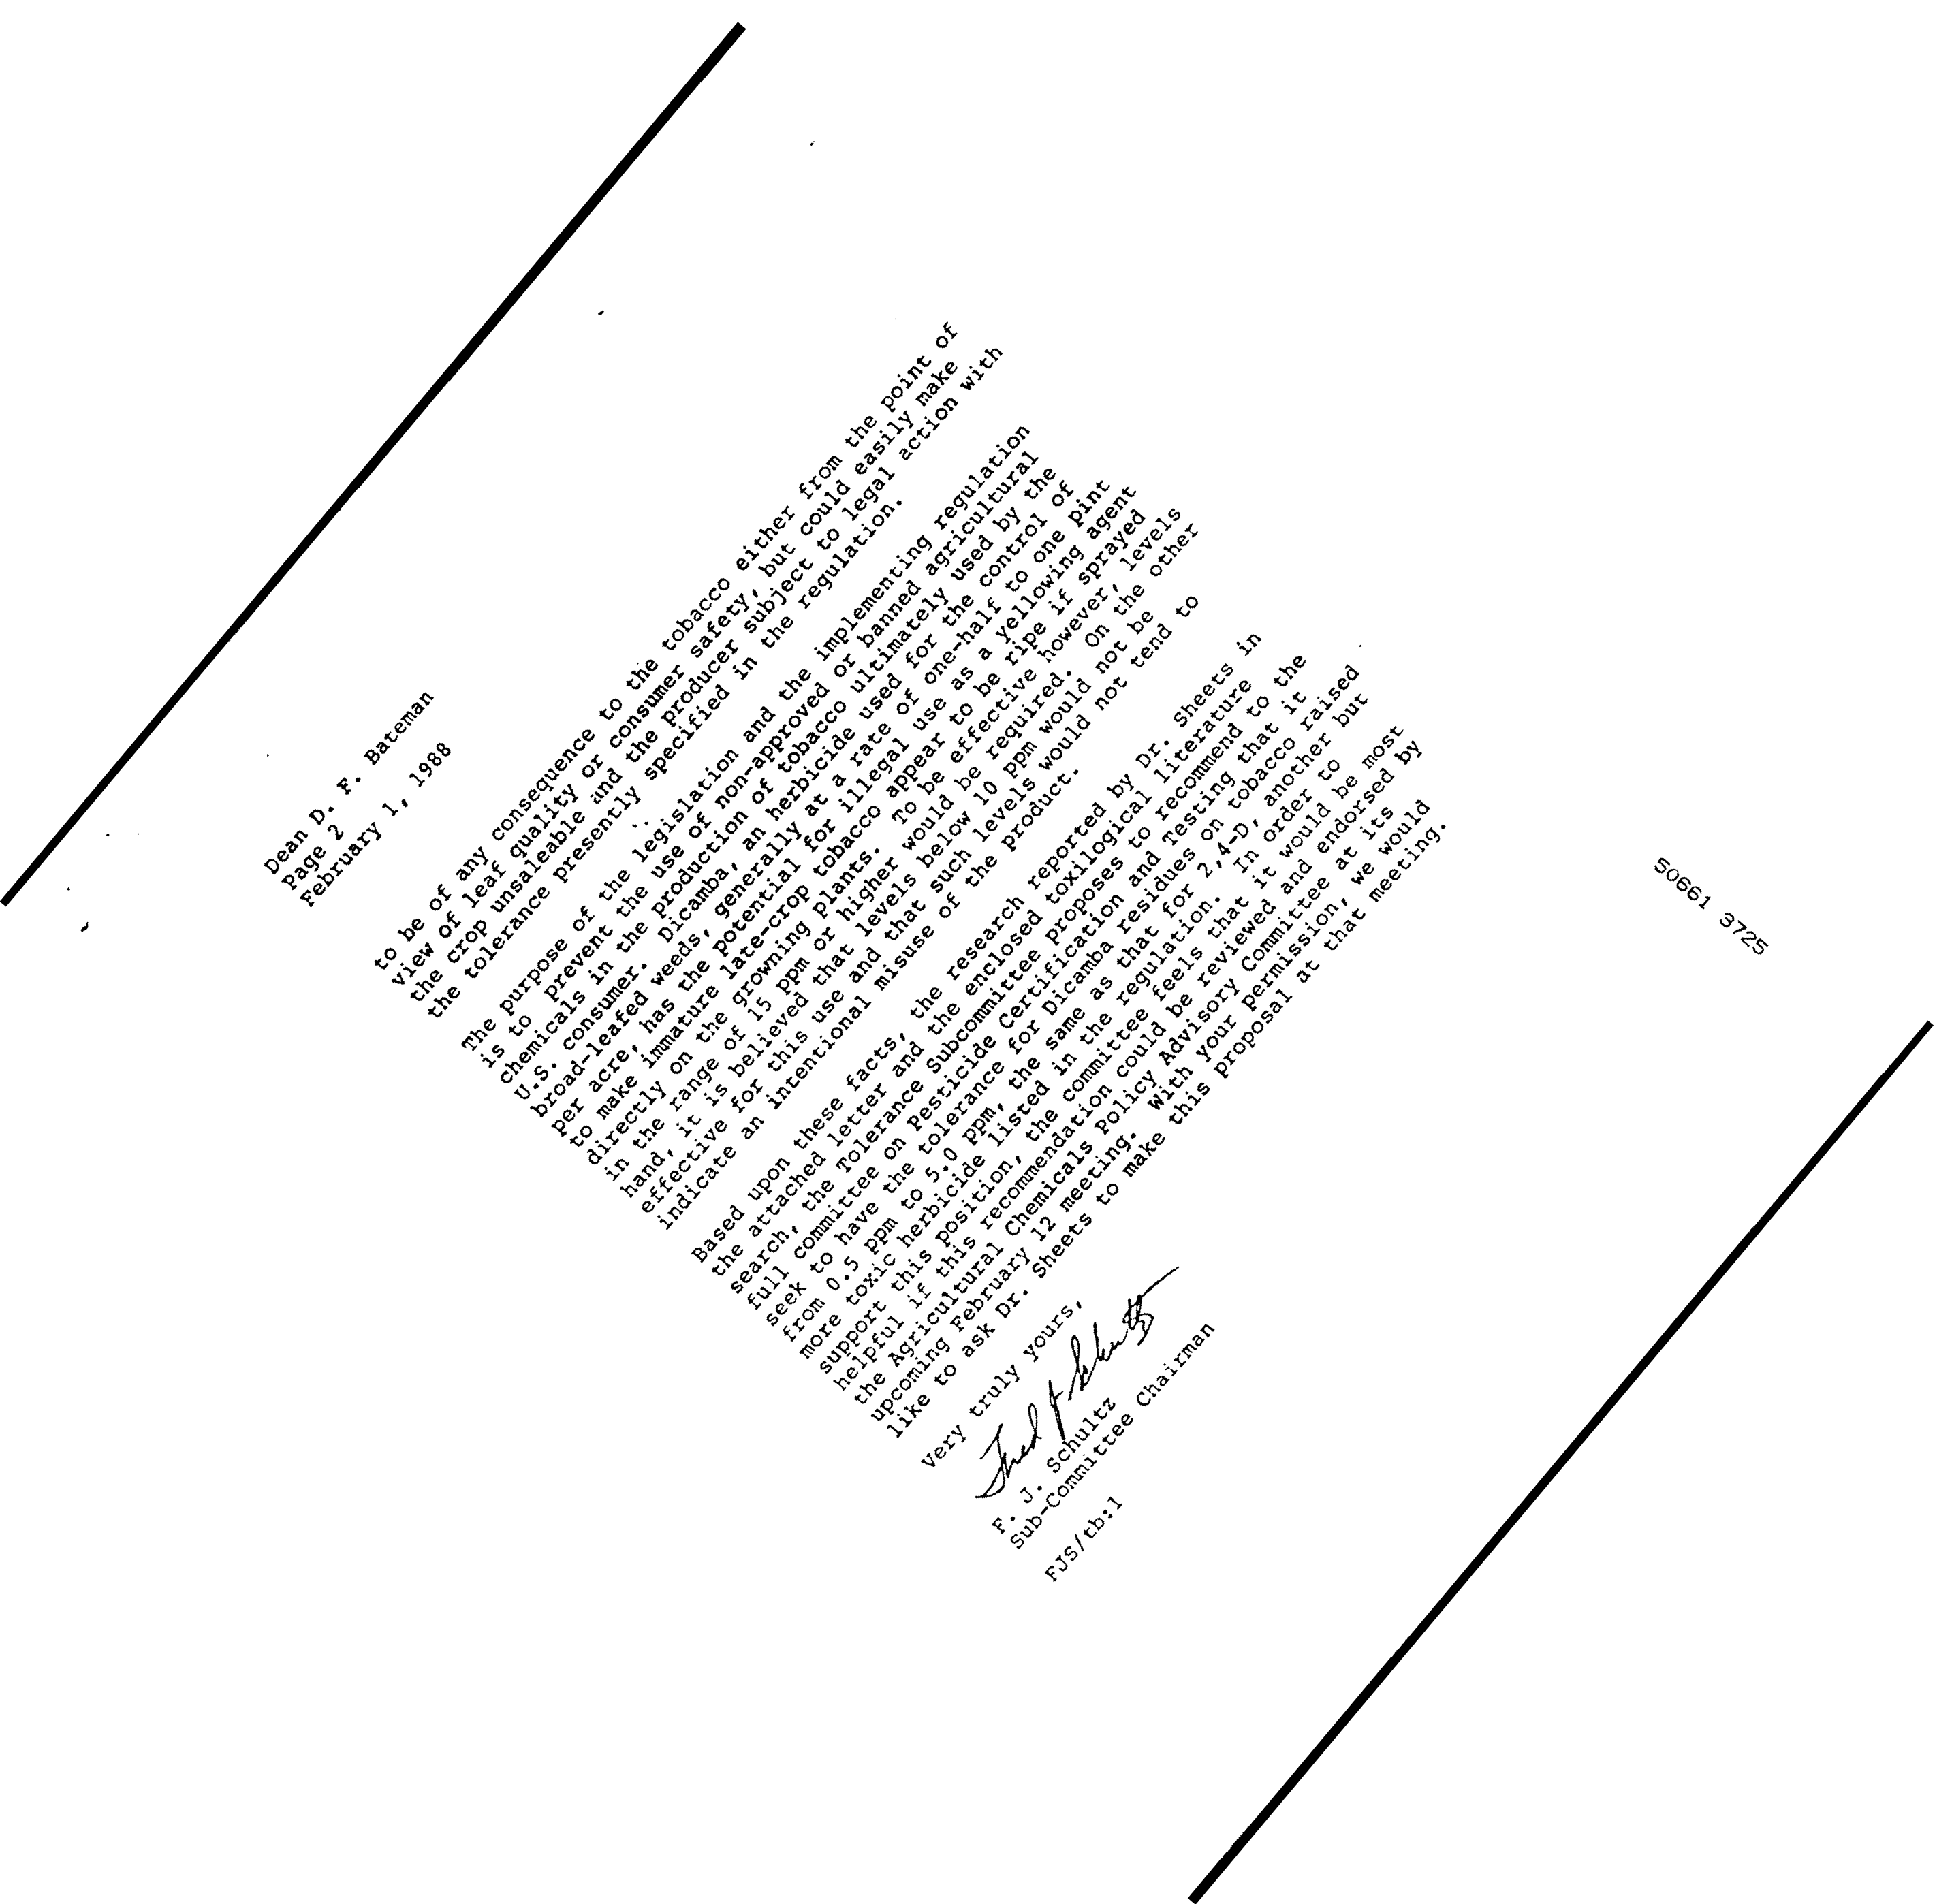 Dean D. F. Bateman
Page 2
February 1, 1988
to be of any consequence to the tobacco either from the point of
view of leaf quality or consumer safety, but could easily make
the crop unsaleable and the producer subject to legal action with
the tolerance presently specified in the regulation.
The purpose of the legislation and the implementing regulation
is to prevent the use of non-approved or banned agricultural
chemicals in the production of tobacco ultimately used by the
U.S. consumer. Dicamba, an herbicide used for the control of
broad-leafed weeds, generally at a rate of one-half to one pint
per acre, has the potential for illegal use as a yellowing agent
to make immature late-crop tobacco appear to be ripe if sprayed
directly on the growning plants. To be effective however, levels
in the range of 15 ppm or higher would be required. On the other
hand, it is believed that levels below 10 ppm would not be
effective for this use and that such levels would not tend to
indicate an intentional misuse of the product.
Based upon these facts, the research reported by Dr. Sheets in
the attached letter and the enclosed toxilogical literature
search, the Tolerance Subcommittee proposes to recommend to the
full committee on Pesticide Certification and Testing that it
seek to have the tolerance for Dicamba residues on tobacco raised
from 0.5 ppm to 5.0 ppm, the same as that for 2,4-D, another but
more toxic herbicide listed in the regulation. In order to
support this position, the committee feels that it would be most
helpful if this recommendation could be reviewed and endorsed by
the Agricultural Chemicals Policy Advisory Committee at its
upcoming February 12 meeting. With your permission, we would
like to ask Dr. Sheets to make this proposal at that meeting.
Very truly yours,
Fred J Schultz
F. J. Schultz
Sub-Committee Chairman
FJS/tb:1
50661 3725